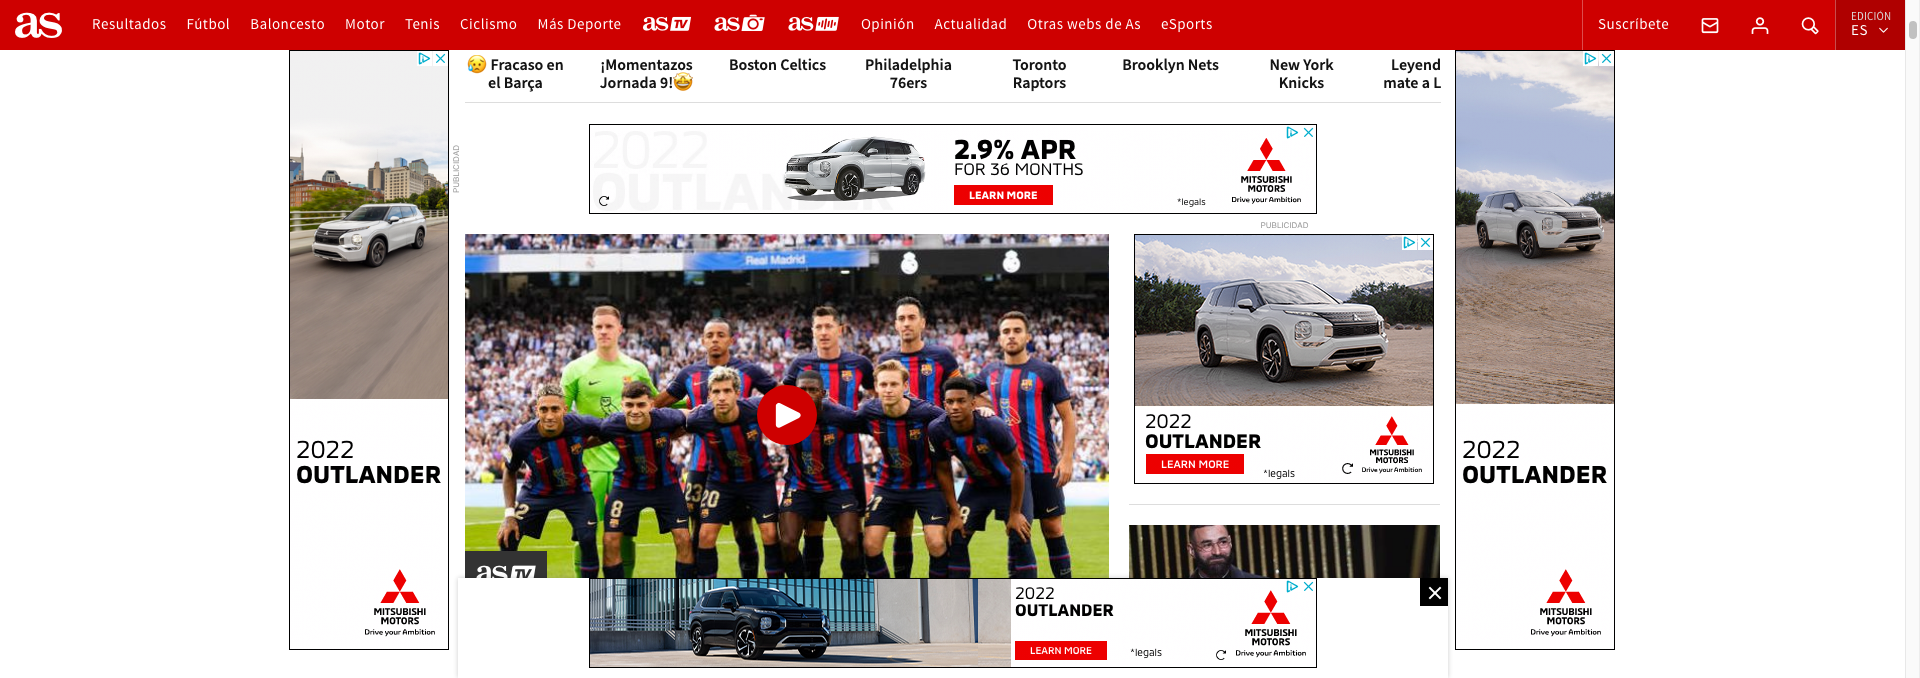 as
Resultados Fútbol Baloncesto Motor Tenis Ciclismo Más Deporte as TV as as Opinión Actualidad Otras webs de As eSports
Suscríbete
EDICIÓN
ES
😥 Fracaso en
el Barça
¡Momentazos
Jornada 9!🤩
Boston Celtics
Philadelphia
76ers
Toronto
Raptors
Brooklyn Nets
New York
Knicks
Leyend
mate a L
2022
OUTLANDER
MITSUBISHI
MOTORS
Drive your Ambition
PUBLICIDAD
2022
OUTLANDER
2.9% APR
FOR 36 MONTHS
LEARN MORE
*legals
MITSUBISHI
MOTORS
Drive your Ambition
Real Madrid
12
8
23
20
21
as TV
PUBLICIDAD
2022
OUTLANDER
LEARN MORE
*legals
MITSUBISHI
MOTORS
Drive your Ambition
2022
OUTLANDER
LEARN MORE
*legals
MITSUBISHI
MOTORS
Drive your Ambition
2022
OUTLANDER
MITSUBISHI
MOTORS
Drive your Ambition